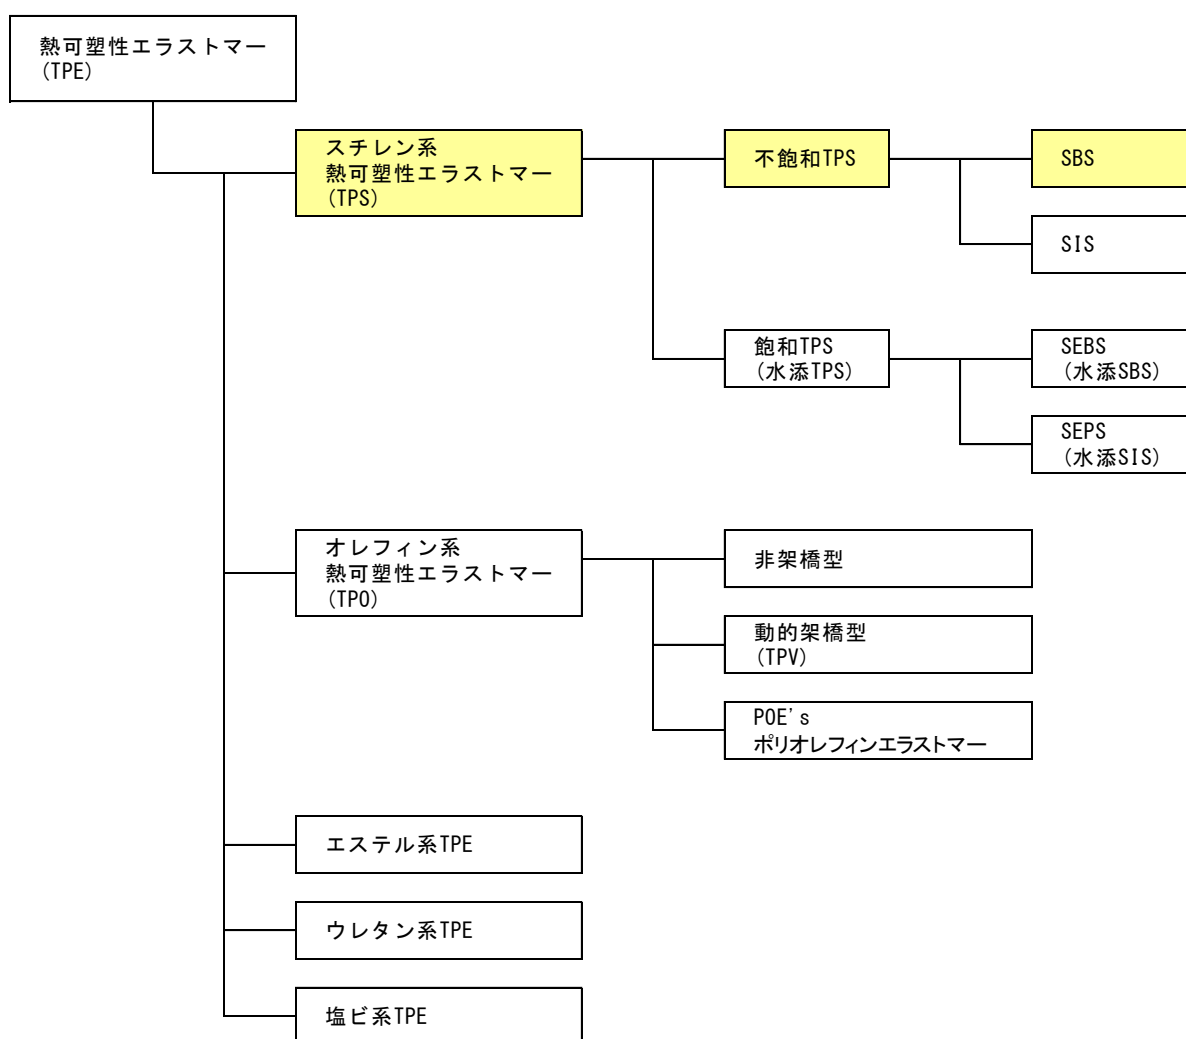 熱可塑性エラストマー
(TPE)
スチレン系
熱可塑性エラストマー
(TPS)
不飽和TPS
SBS
SIS
飽和TPS
(水添TPS)
SEBS
(水添SBS)
SEPS
(水添SIS)
オレフィン系
熱可塑性エラストマー
(TPO)
非架橋型
動的架橋型
(TPV)
POE's
ポリオレフィンエラストマー
エステル系TPE
ウレタン系TPE
塩ビ系TPE